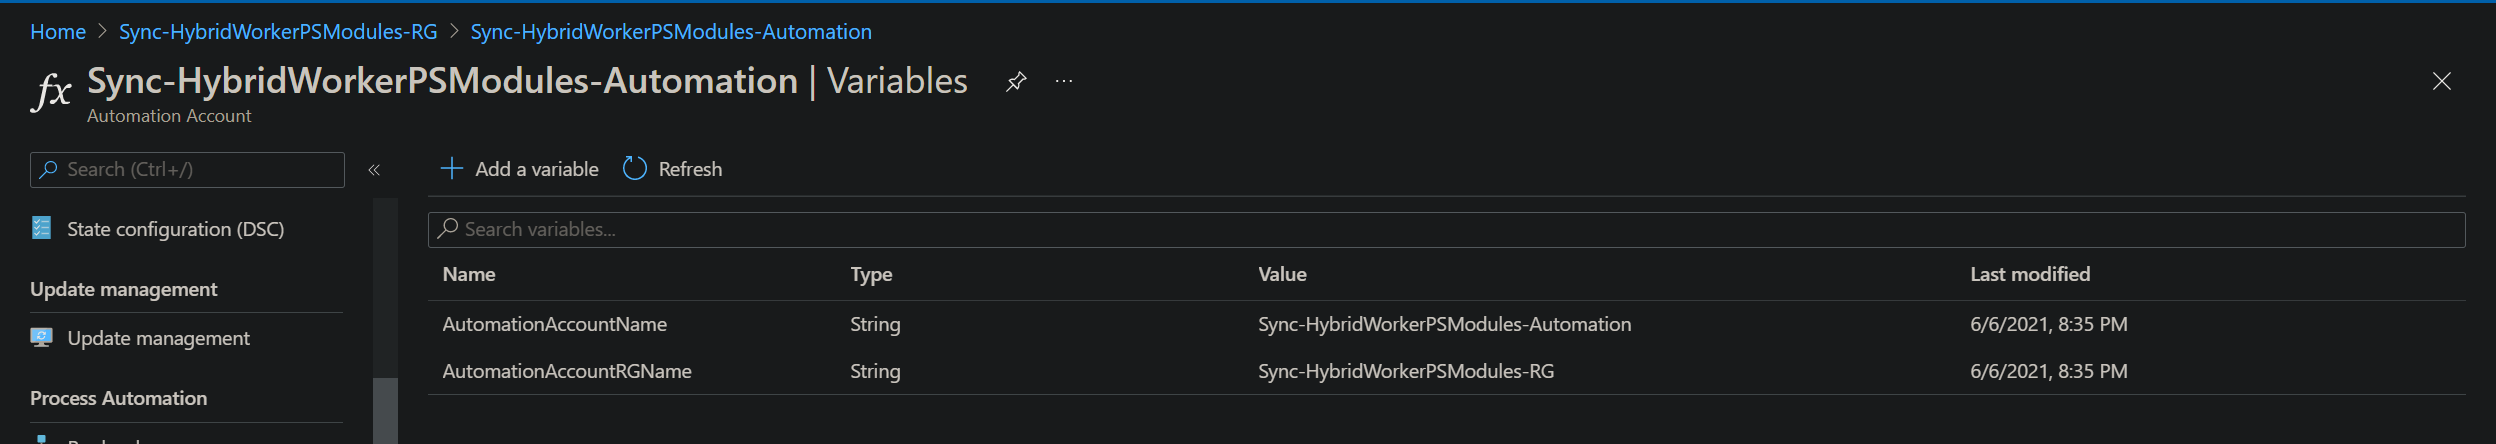 Home > Sync-HybridWorkerPSModules-RG > Sync-HybridWorkerPSModules-Automation
fx Sync-HybridWorkerPSModules-Automation | Variables ...
Automation Account
Search (Ctrl+/) «
+ Add a variable Refresh
State configuration (DSC)
Update management
Update management
Process Automation
Search variables...
Name Type Value Last modified
AutomationAccountName String Sync-HybridWorkerPSModules-Automation 6/6/2021, 8:35 PM
AutomationAccountRGName String Sync-HybridWorkerPSModules-RG 6/6/2021, 8:35 PM